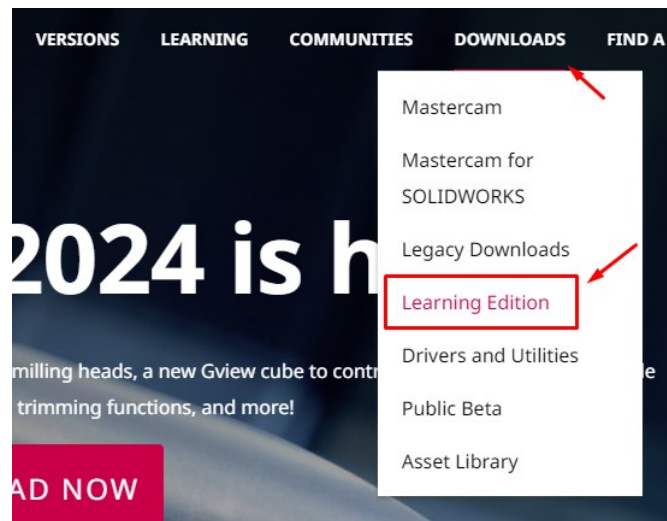 VERSIONS LEARNING COMMUNITIES DOWNLOADS FIND A
Mastercam
Mastercam for
SOLIDWORKS
Legacy Downloads
Learning Edition
Drivers and Utilities
Public Beta
Asset Library
2024 is h
milling heads, a new Gview cube to contr
trimming functions, and more!
AD NOW